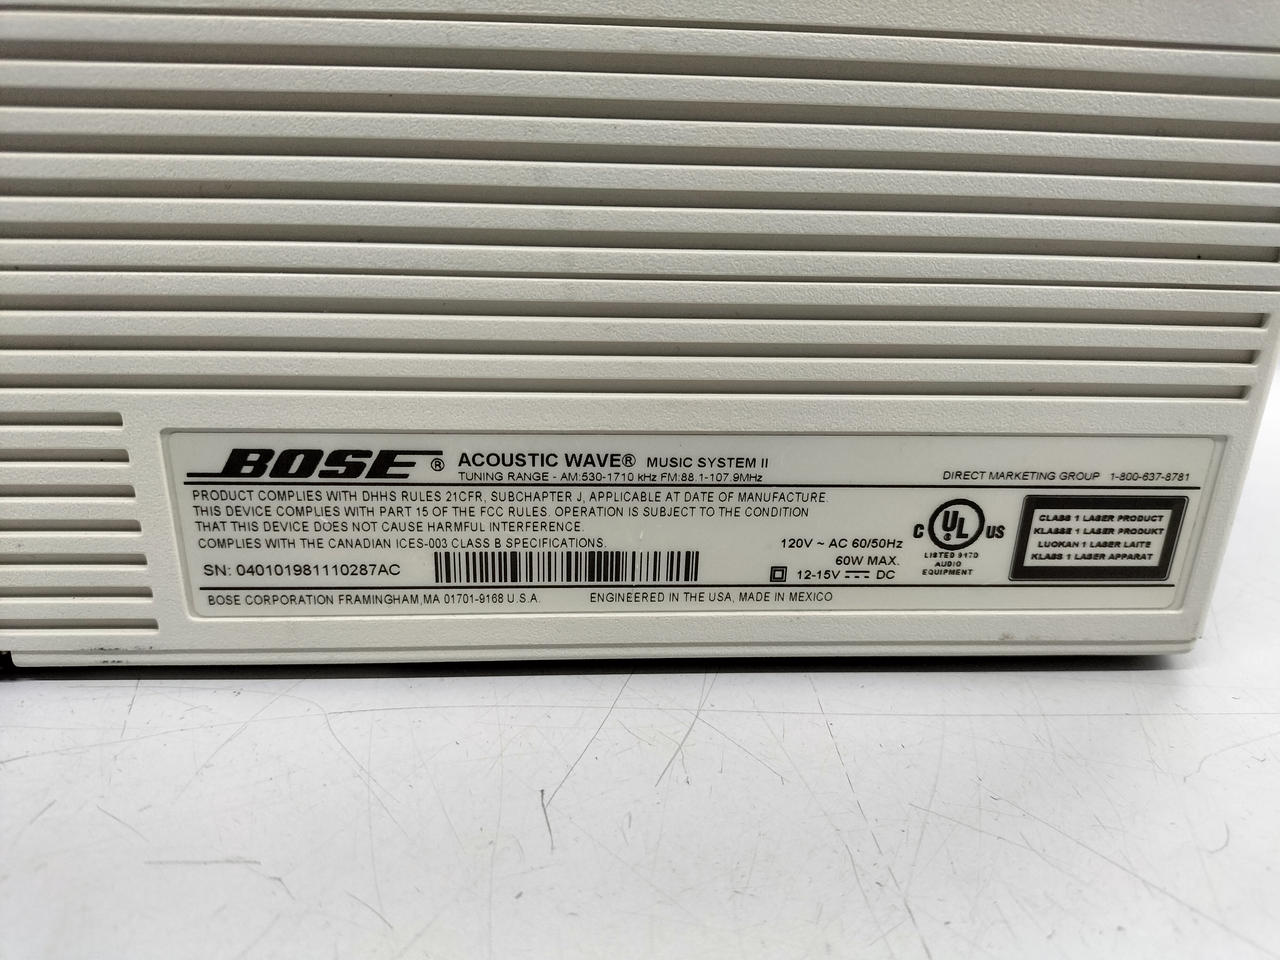 BOSE® ACOUSTIC WAVE® MUSIC SYSTEM II
TUNING RANGE - AM:530-1710 kHz FM:88.1-107.9MHz
DIRECT MARKETING GROUP 1-800-637-8781
PRODUCT COMPLIES WITH DHHS RULES 21CFR, SUBCHAPTER J, APPLICABLE AT DATE OF MANUFACTURE.
THIS DEVICE COMPLIES WITH PART 15 OF THE FCC RULES. OPERATION IS SUBJECT TO THE CONDITION
THAT THIS DEVICE DOES NOT CAUSE HARMFUL INTERFERENCE.
COMPLIES WITH THE CANADIAN ICES-003 CLASS B SPECIFICATIONS.
SN: 040101981110287AC
120V ~ AC 60/50Hz
60W MAX.
12-15V DC
C UL US
LISTED 917D
AUDIO
EQUIPMENT
CLASS 1 LASER PRODUCT
KLASSE 1 LASER PRODUKT
LUOKAN 1 LASER LAITE
KLASS 1 LASER APPARAT
BOSE CORPORATION FRAMINGHAM,MA 01701-9168 U.S.A. ENGINEERED IN THE USA, MADE IN MEXICO